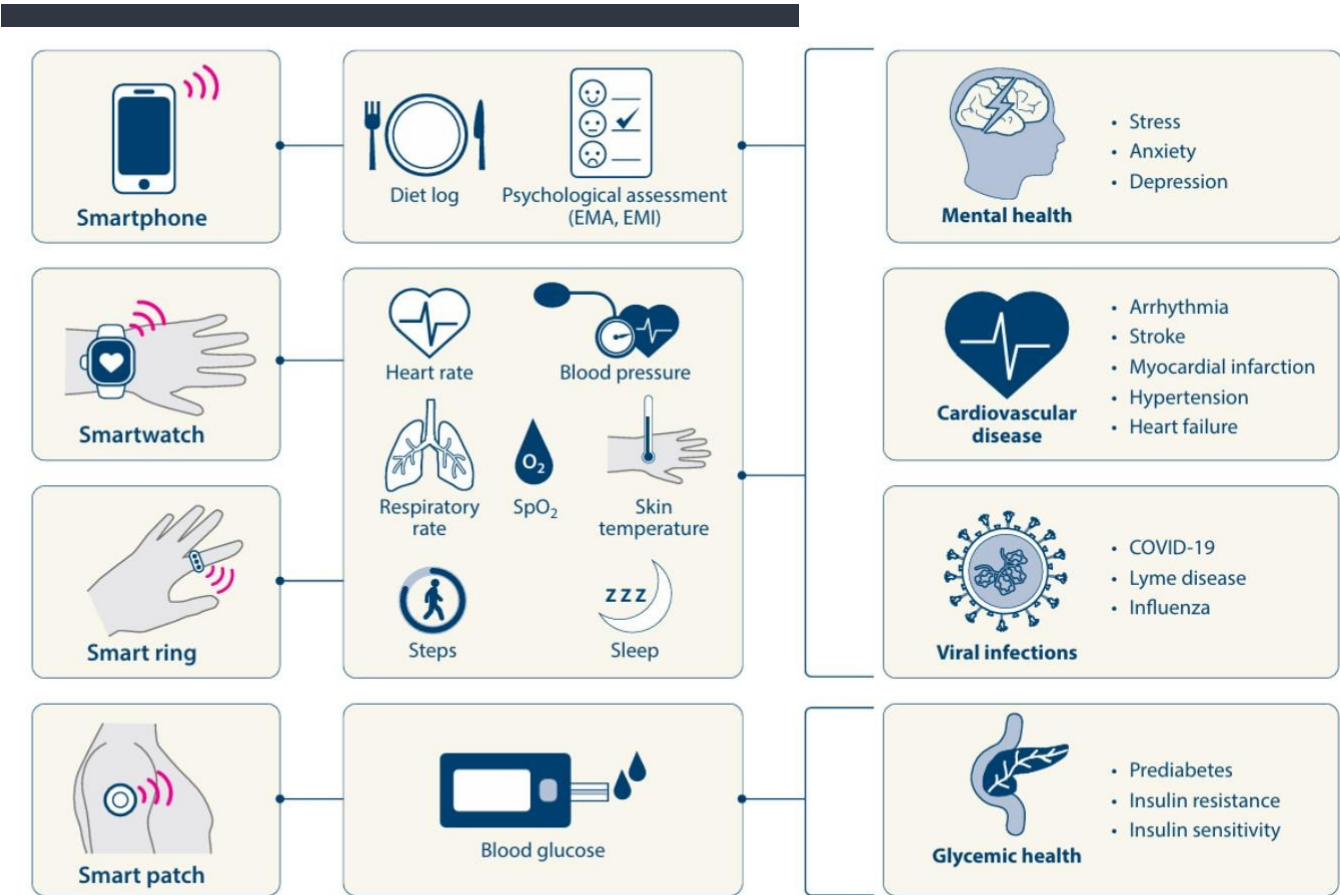 Smartphone
Diet log
Psychological assessment
(EMA, EMI)
Mental health
• Stress
• Anxiety
• Depression
Smartwatch
Heart rate
Blood pressure
Respiratory
rate
O₂
SpO₂
Skin
temperature
Cardiovascular
disease
• Arrhythmia
• Stroke
• Myocardial infarction
• Hypertension
• Heart failure
Smart ring
Steps
zzz
Sleep
Viral infections
• COVID-19
• Lyme disease
• Influenza
Smart patch
Blood glucose
Glycemic health
• Prediabetes
• Insulin resistance
• Insulin sensitivity